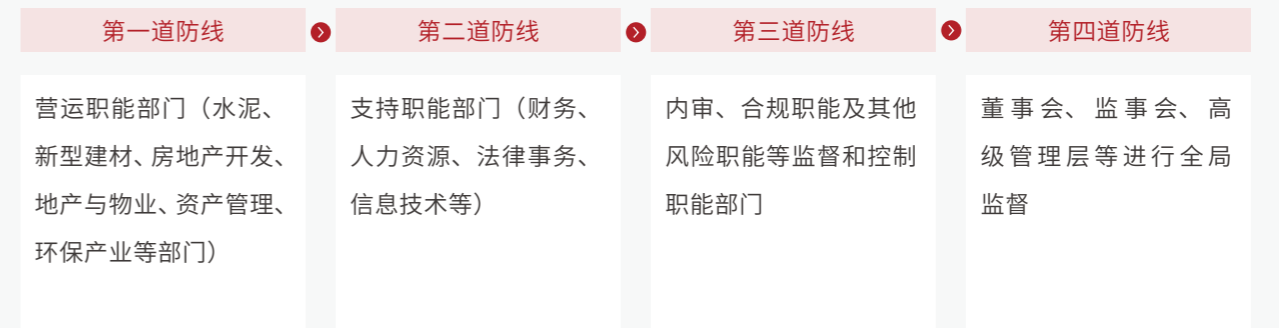 第一道防线
营运职能部门（水泥、
新型建材、房地产开发、
地产与物业、资产管理、
环保产业等部门）
第二道防线
支持职能部门（财务、
人力资源、法律事务、
信息技术等）
第三道防线
内审、合规职能及其他
风险职能等监督和控制
职能部门
第四道防线
董事会、监事会、高
级管理层等进行全局
监督